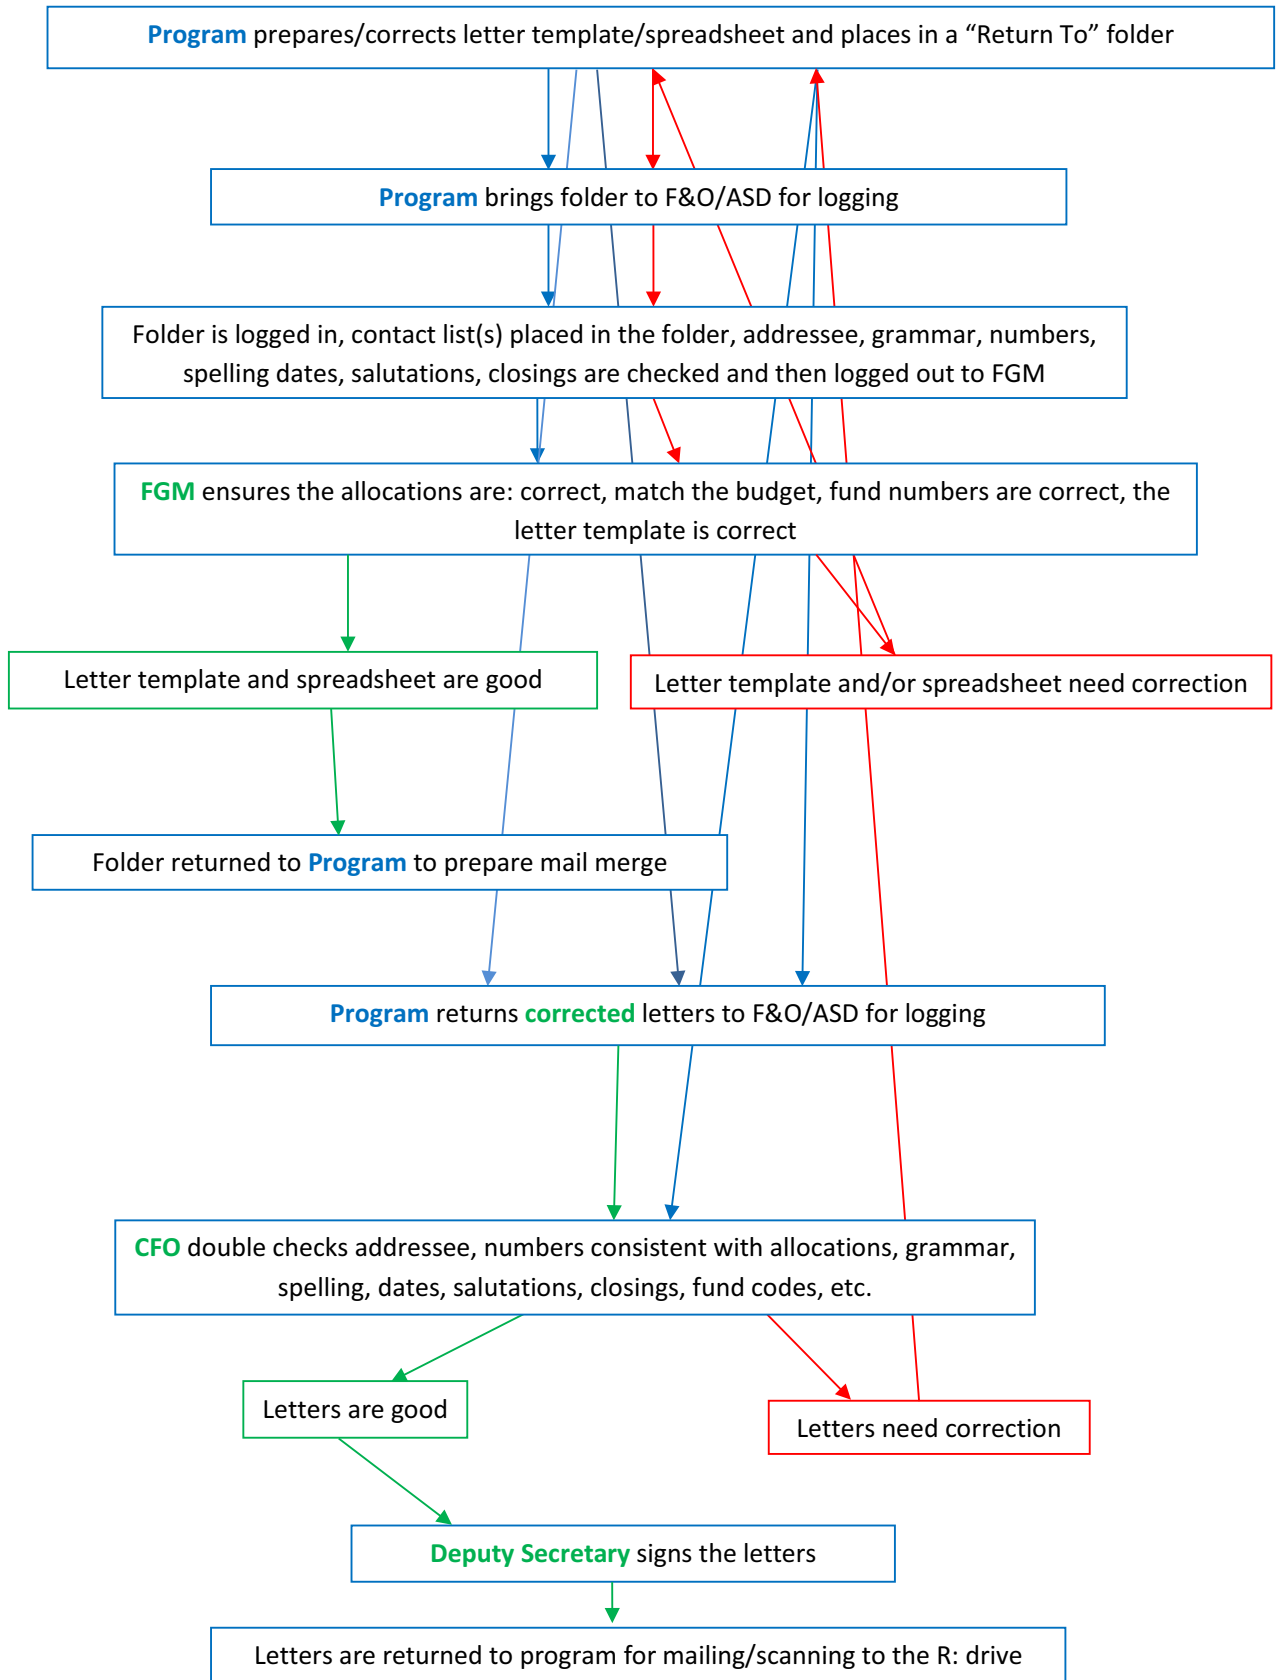 Program prepares/corrects letter template/spreadsheet and places in a “Return To” folder
Program brings folder to F&O/ASD for logging
Folder is logged in, contact list(s) placed in the folder, addressee, grammar, numbers,
spelling dates, salutations, closings are checked and then logged out to FGM
FGM ensures the allocations are: correct, match the budget, fund numbers are correct, the
letter template is correct
Letter template and spreadsheet are good
Letter template and/or spreadsheet need correction
Folder returned to Program to prepare mail merge
Program returns corrected letters to F&O/ASD for logging
CFO double checks addressee, numbers consistent with allocations, grammar,
spelling, dates, salutations, closings, fund codes, etc.
Letters are good
Letters need correction
Deputy Secretary signs the letters
Letters are returned to program for mailing/scanning to the R: drive